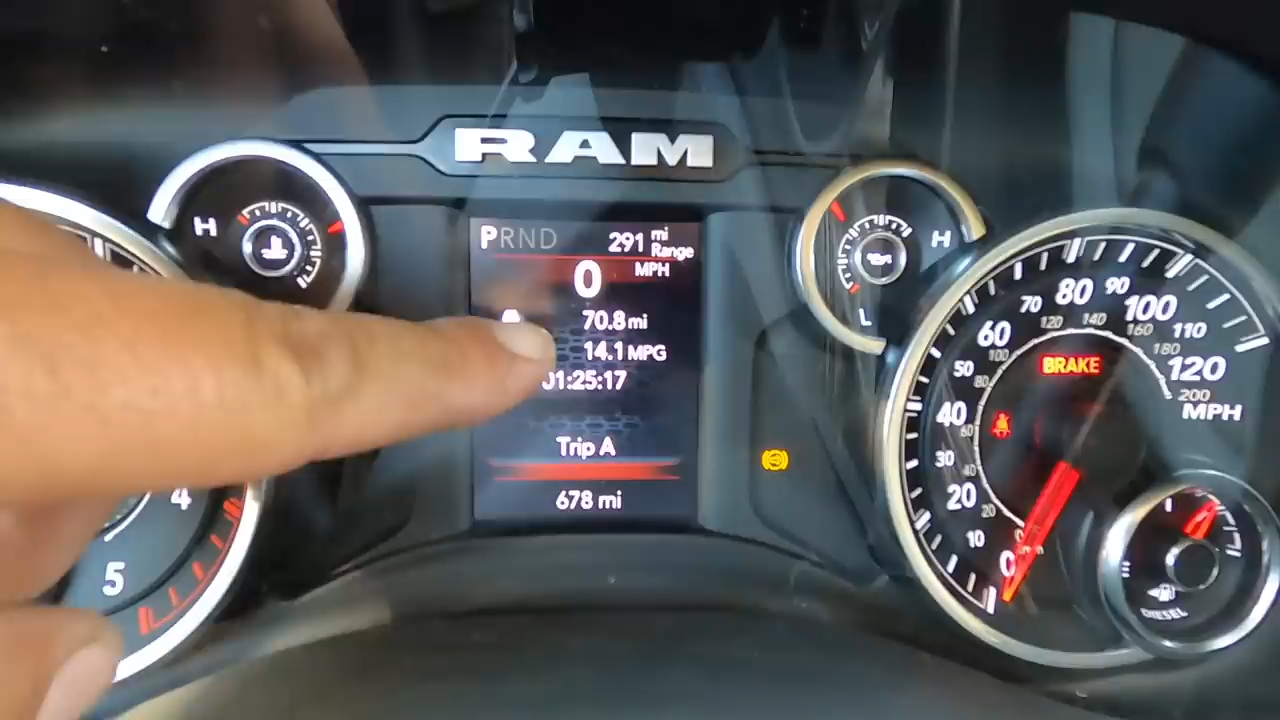 RAM
H
PRND
291 mi Range
0 MPH
70.8 mi
14.1 MPG
01:25:17
Trip A
678 mi
4
5
H
L
BRAKE
0
10
20
30
40
50
60
70
80
90
100
110
120
MPH
20
40
60
80
100
120
140
160
180
200
DIESEL